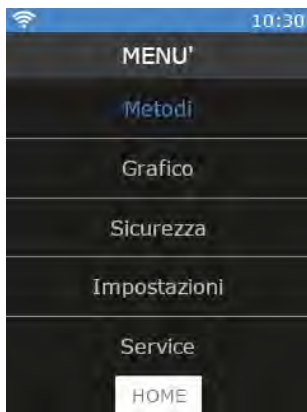 10:30
MENU'
Metodi
Grafico
Sicurezza
Impostazioni
Service
HOME